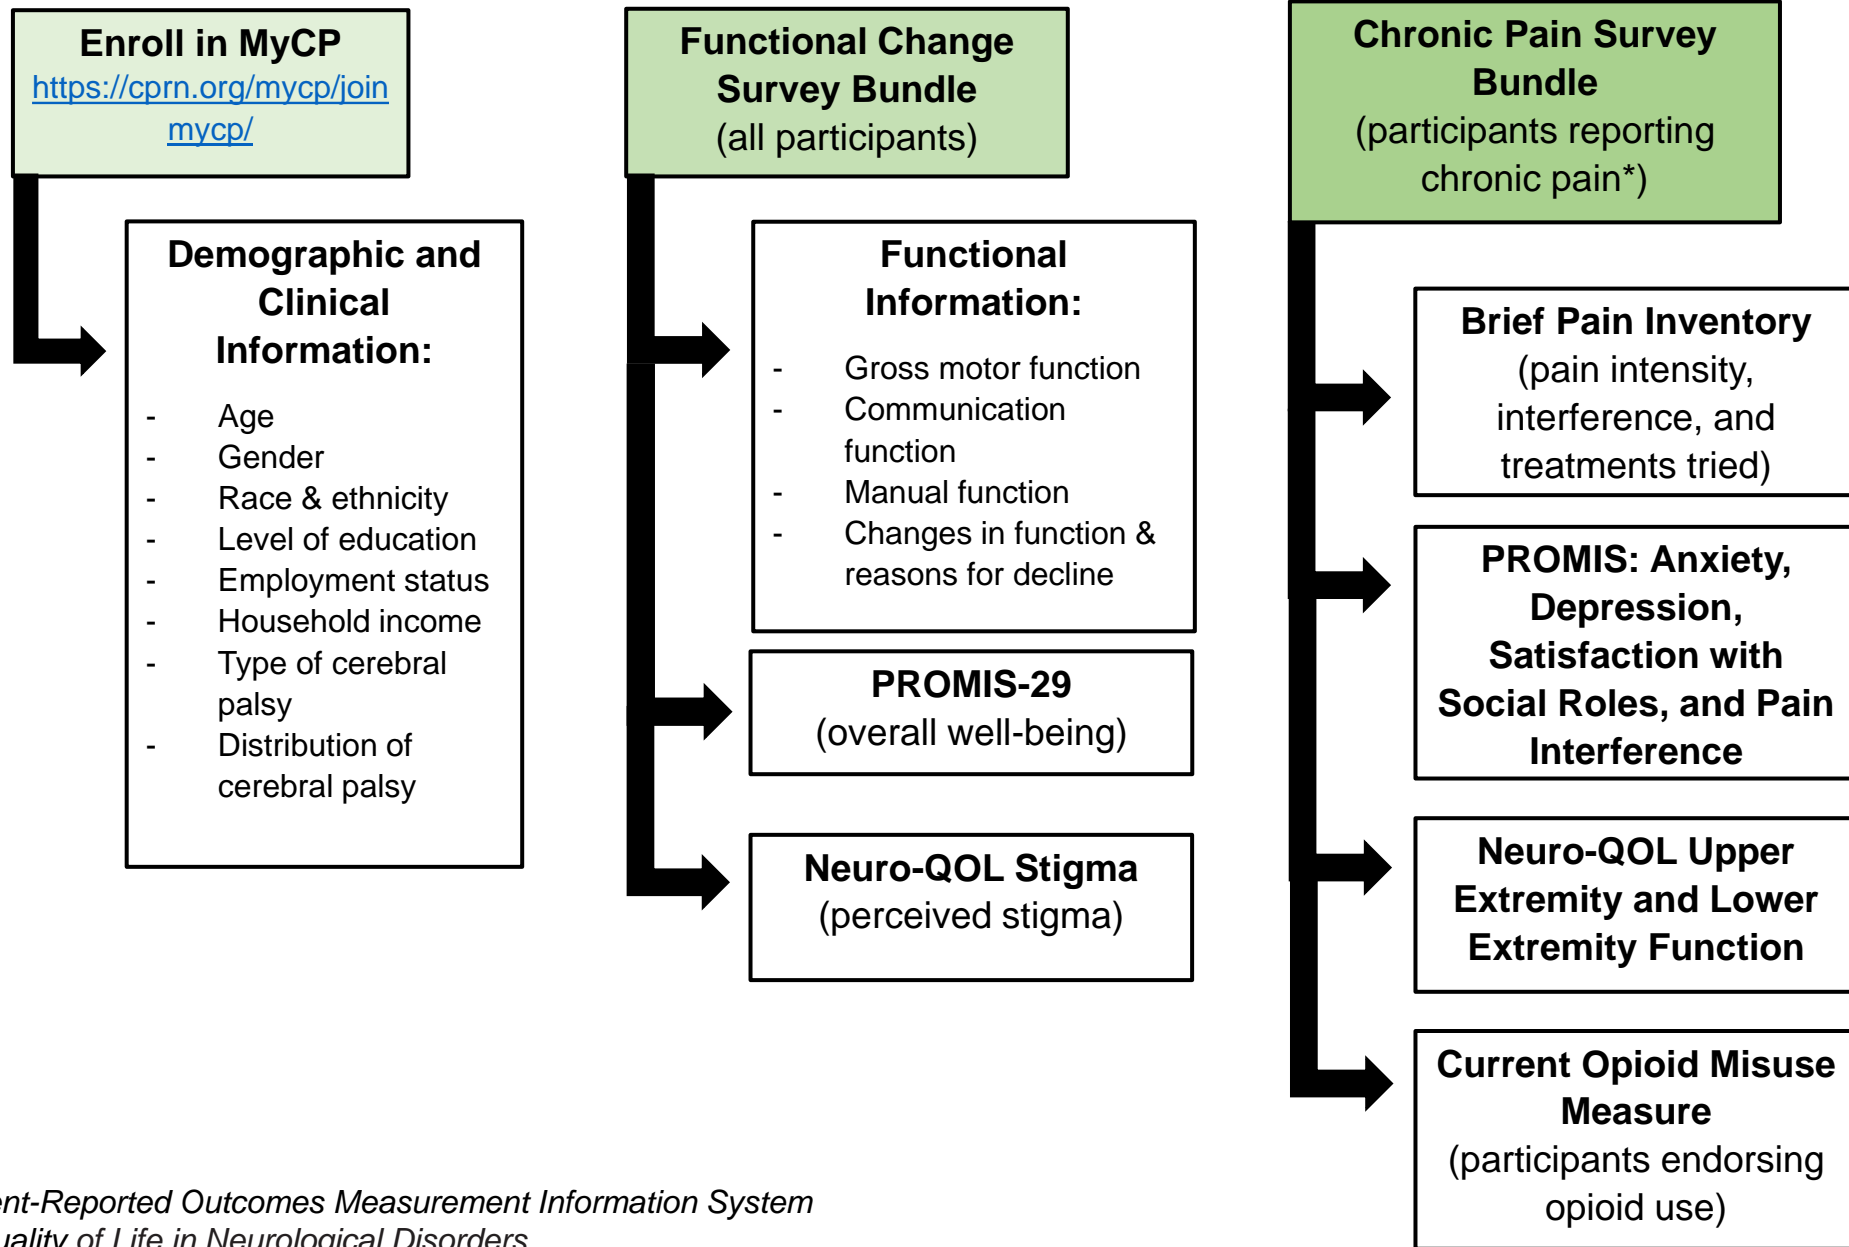 Enroll in MyCP
https://cprn.org/mycp/join
mycp/
Demographic and
Clinical
Information:
- Age
- Gender
- Race & ethnicity
- Level of education
- Employment status
- Household income
- Type of cerebral
palsy
- Distribution of
cerebral palsy
Functional Change
Survey Bundle
(all participants)
Functional
Information:
- Gross motor function
- Communication
function
- Manual function
- Changes in function &
reasons for decline
PROMIS-29
(overall well-being)
Neuro-QOL Stigma
(perceived stigma)
Chronic Pain Survey
Bundle
(participants reporting
chronic pain*)
Brief Pain Inventory
(pain intensity,
interference, and
treatments tried)
PROMIS: Anxiety,
Depression,
Satisfaction with
Social Roles, and Pain
Interference
Neuro-QOL Upper
Extremity and Lower
Extremity Function
Current Opioid Misuse
Measure
(participants endorsing
opioid use)
ent-Reported Outcomes Measurement Information System
uality of Life in Neurological Disorders